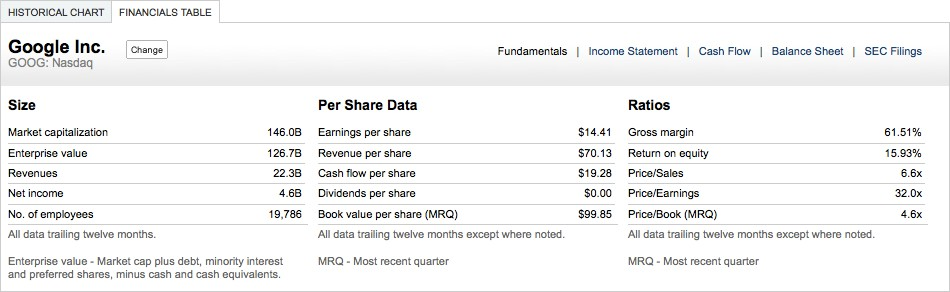 HISTORICAL CHART FINANCIALS TABLE
Google Inc. Change
GOOG: Nasdaq
Fundamentals | Income Statement | Cash Flow | Balance Sheet | SEC Filings
Size
Market capitalization 146.0B
Enterprise value 126.7B
Revenues 22.3B
Net income 4.6B
No. of employees 19,786
All data trailing twelve months.
Enterprise value - Market cap plus debt, minority interest
and preferred shares, minus cash and cash equivalents.
Per Share Data
Earnings per share $14.41
Revenue per share $70.13
Cash flow per share $19.28
Dividends per share $0.00
Book value per share (MRQ) $99.85
All data trailing twelve months except where noted.
MRQ - Most recent quarter
Ratios
Gross margin 61.51%
Return on equity 15.93%
Price/Sales 6.6x
Price/Earnings 32.0x
Price/Book (MRQ) 4.6x
All data trailing twelve months except where noted.
MRQ - Most recent quarter